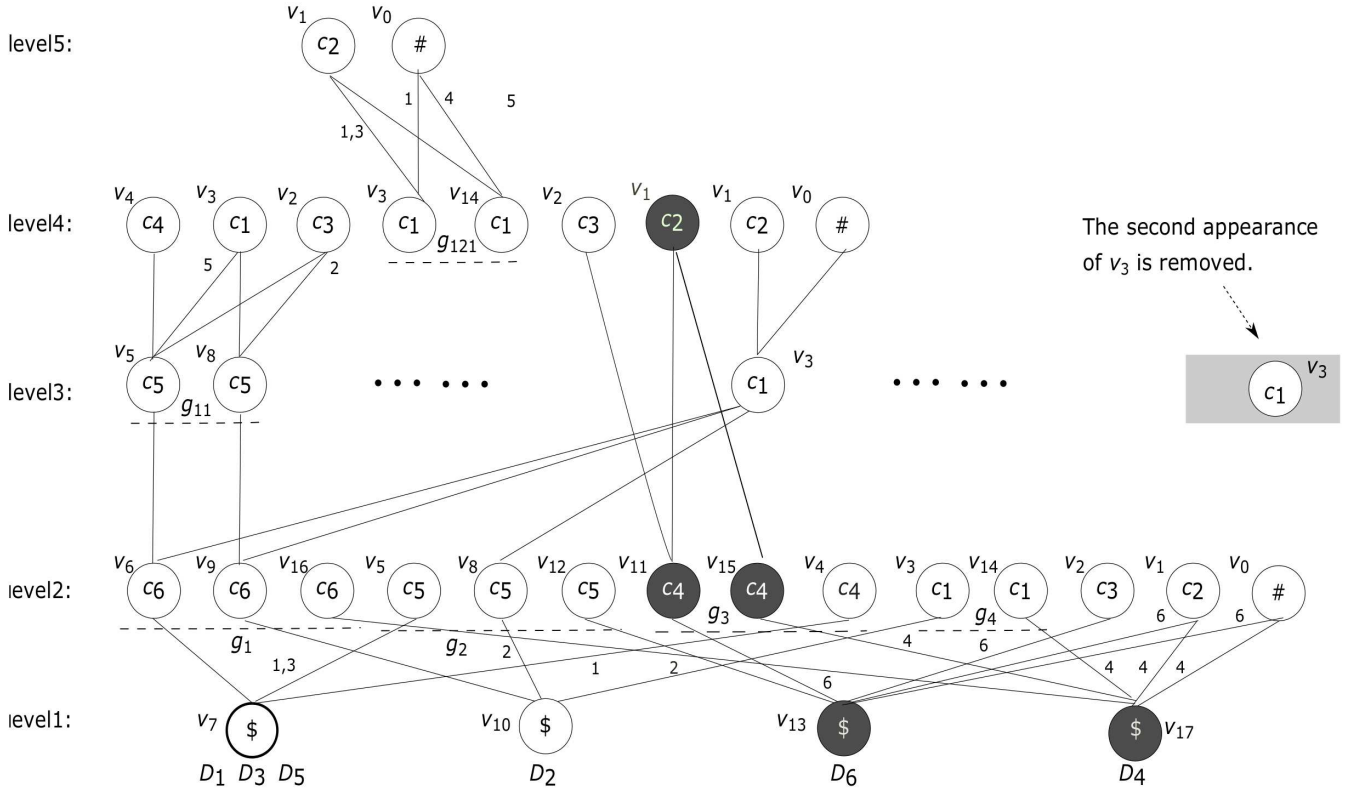 v1 v0
level5: c2 #
1 4 5
1,3
v4 v3 v2 v3 v14 v2 v1 v1 v0
level4: c4 c1 c3 c1 c1 c3 c2 c2 #
g121
The second appearance
of v3 is removed.
5 2
v5 v8 v3 v3
level3: c5 c5 ···· ··· c1 ···· ··· c1
g11
v6 v9 v16 v5 v8 v12 v11 v15 v4 v3 v14 v2 v1 v0
level2: c6 c6 c6 c5 c5 c5 c4 c4 c4 c1 c1 c3 c2 #
g1 g2 g3 g4
6 6
1,3 2 1 2 4 6 4 4 4
6
level1: v7 $ v10 $ v13 $ $ v17
D1 D3 D5 D2 D6 D4